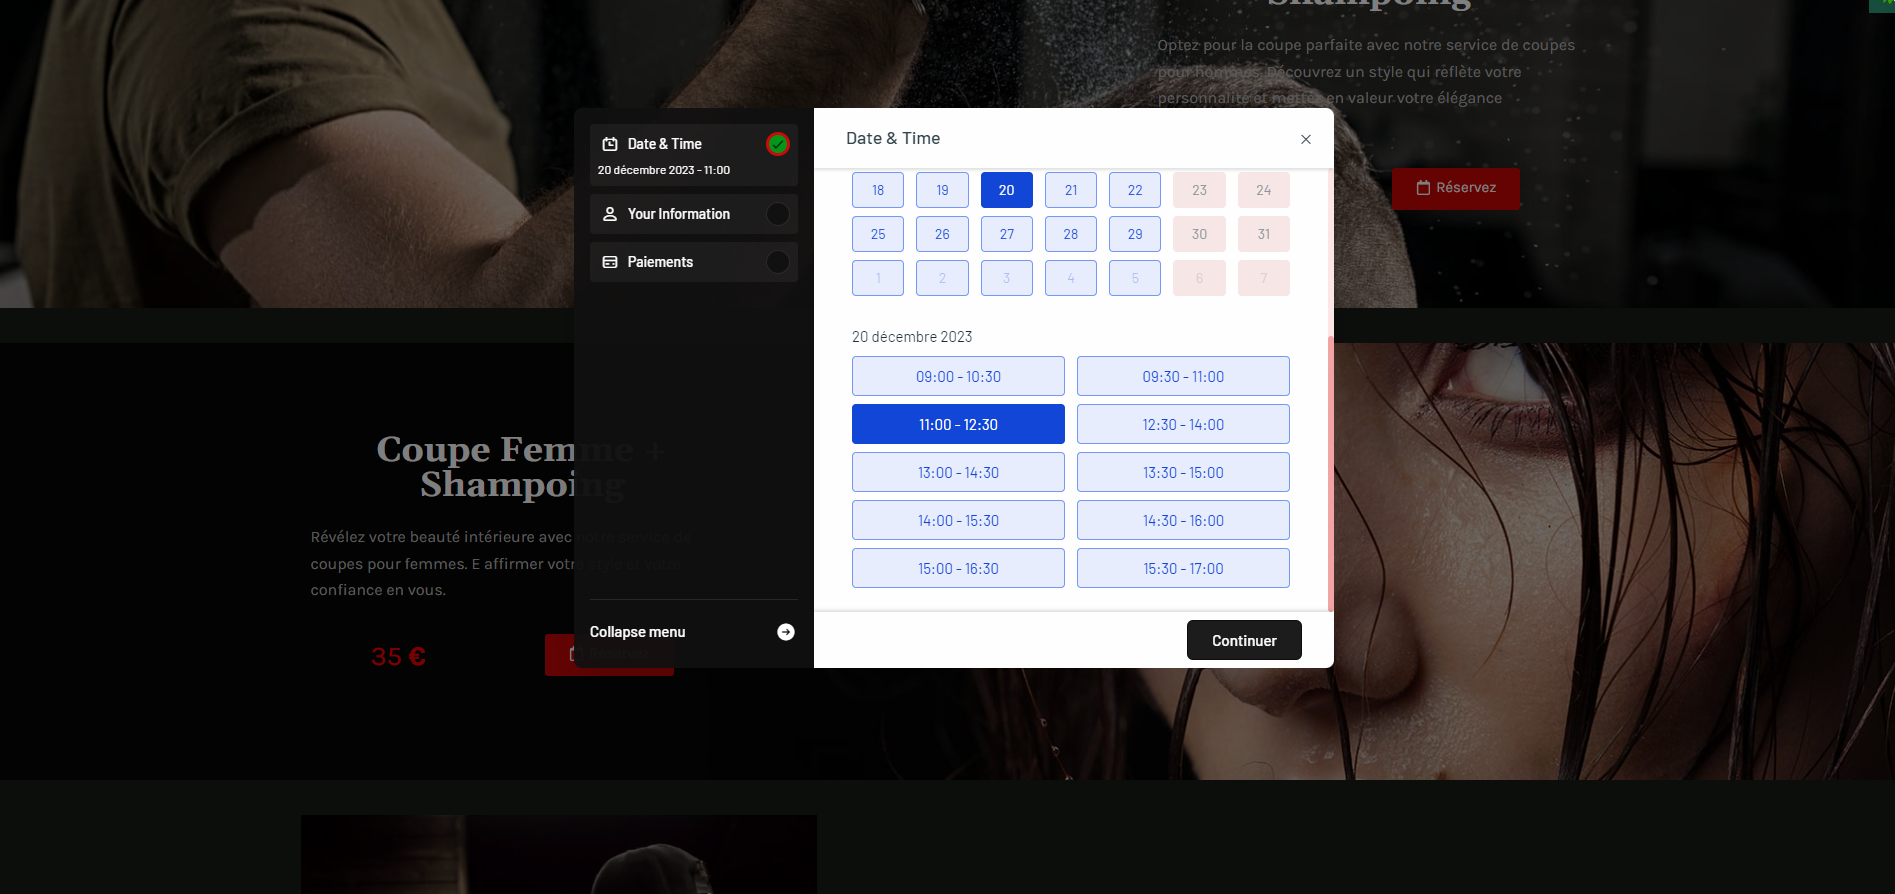 Shampoing
Optez pour la coupe parfaite avec notre service de coupes
pour hommes. Découvrez un style qui reflète votre
personnalité et mettez en valeur votre élégance
Réservez
Date & Time
20 décembre 2023 - 11:00
Your Information
Paiements
Collapse menu
Date & Time
18 19 20 21 22 23 24
25 26 27 28 29 30 31
1 2 3 4 5 6 7
20 décembre 2023
09:00 - 10:30 09:30 - 11:00
11:00 - 12:30 12:30 - 14:00
13:00 - 14:30 13:30 - 15:00
14:00 - 15:30 14:30 - 16:00
15:00 - 16:30 15:30 - 17:00
Continuer
Coupe Femme +
Shampoing
Révélez votre beauté intérieure avec notre service de
coupes pour femmes. E affirmer votre style et votre
confiance en vous.
35 €